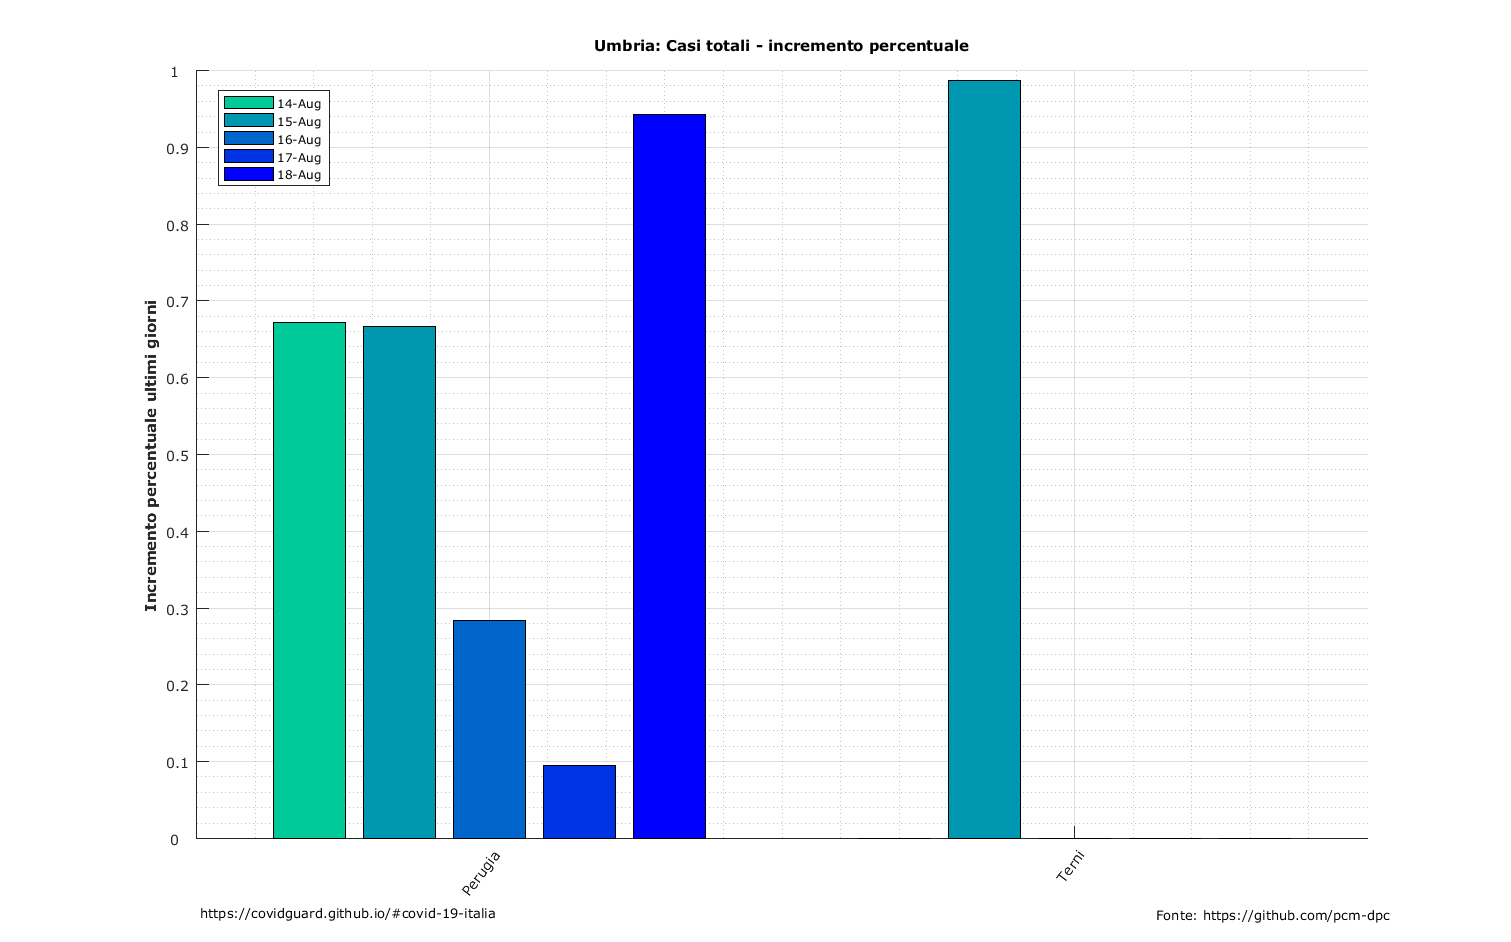 Umbria: Casi totali - incremento percentuale
14-Aug
15-Aug
16-Aug
17-Aug
18-Aug
Incremento percentuale ultimi giorni
1
0.9
0.8
0.7
0.6
0.5
0.4
0.3
0.2
0.1
0
Perugia
Terni
https://covidguard.github.io/#covid-19-italia
Fonte: https://github.com/pcm-dpc